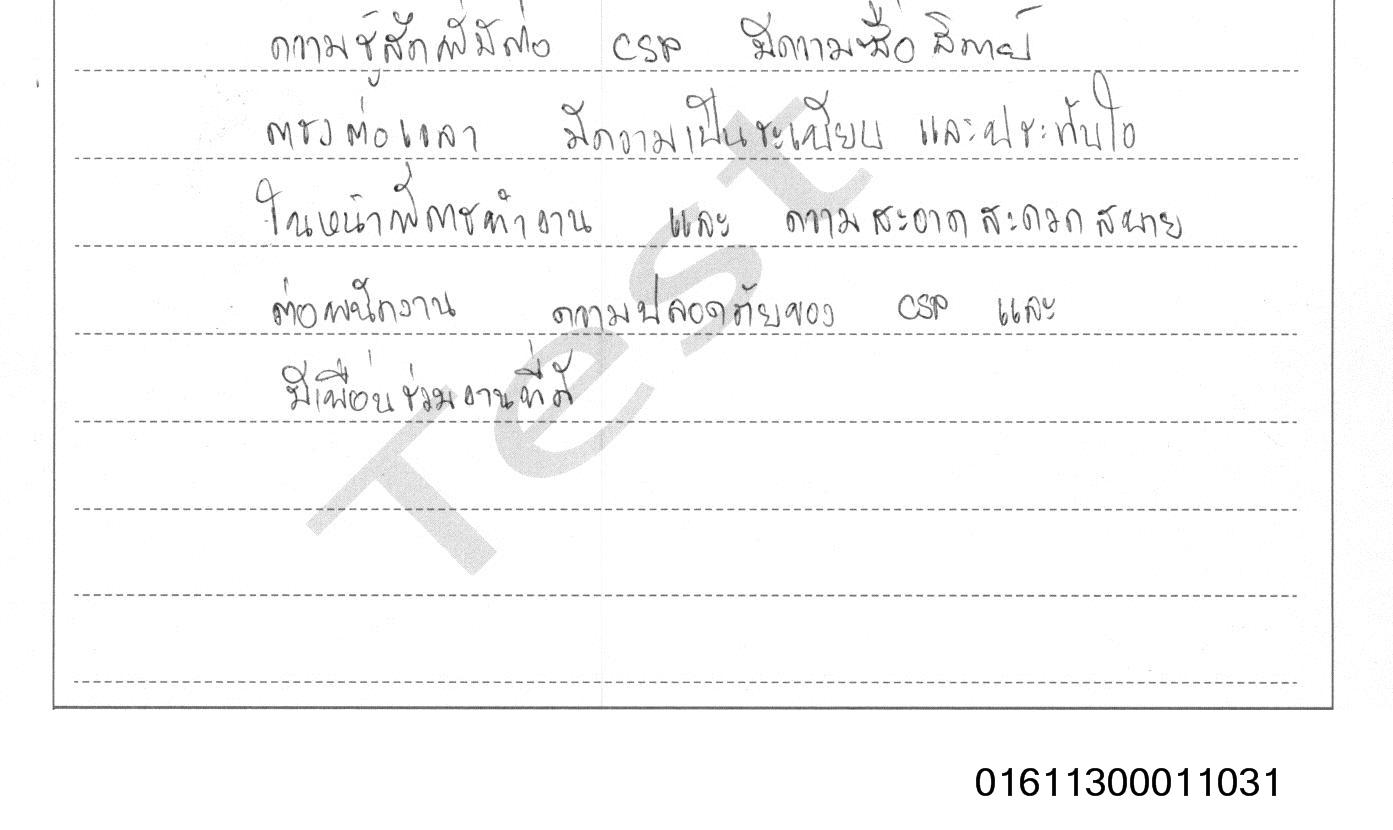 ความรู้สึกที่มีต่อ CSP มีความซื่อสัตย์
ตรงต่อเวลา มีความเป็นระเบียบ และประทับใจ
ในหน้าที่การทำงาน และ ความสะอาดสะดวกสบาย
ต่อพนักงาน ความปลอดภัยของ CSP และ
มีเพื่อนร่วมงานที่ดี
Test
01611300011031